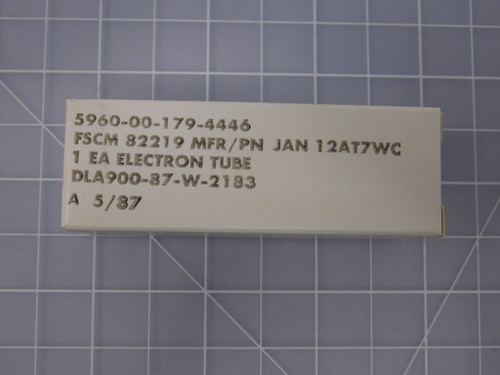 5960-00-179-4446
FSCM 82219 MFR/PN JAN 12AT7WC
1 EA ELECTRON TUBE
DLA900-87-W-2183
A 5/87